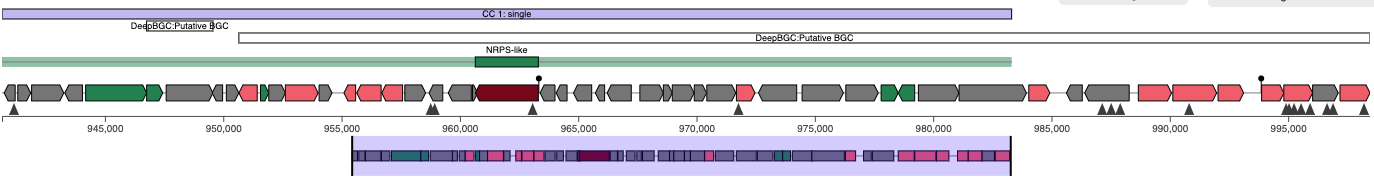 CC 1: single
DeepBGC:Putative BGC
DeepBGC:Putative BGC
NRPS-like
945,000 950,000 955,000 960,000 965,000 970,000 975,000 980,000 985,000 990,000 995,000